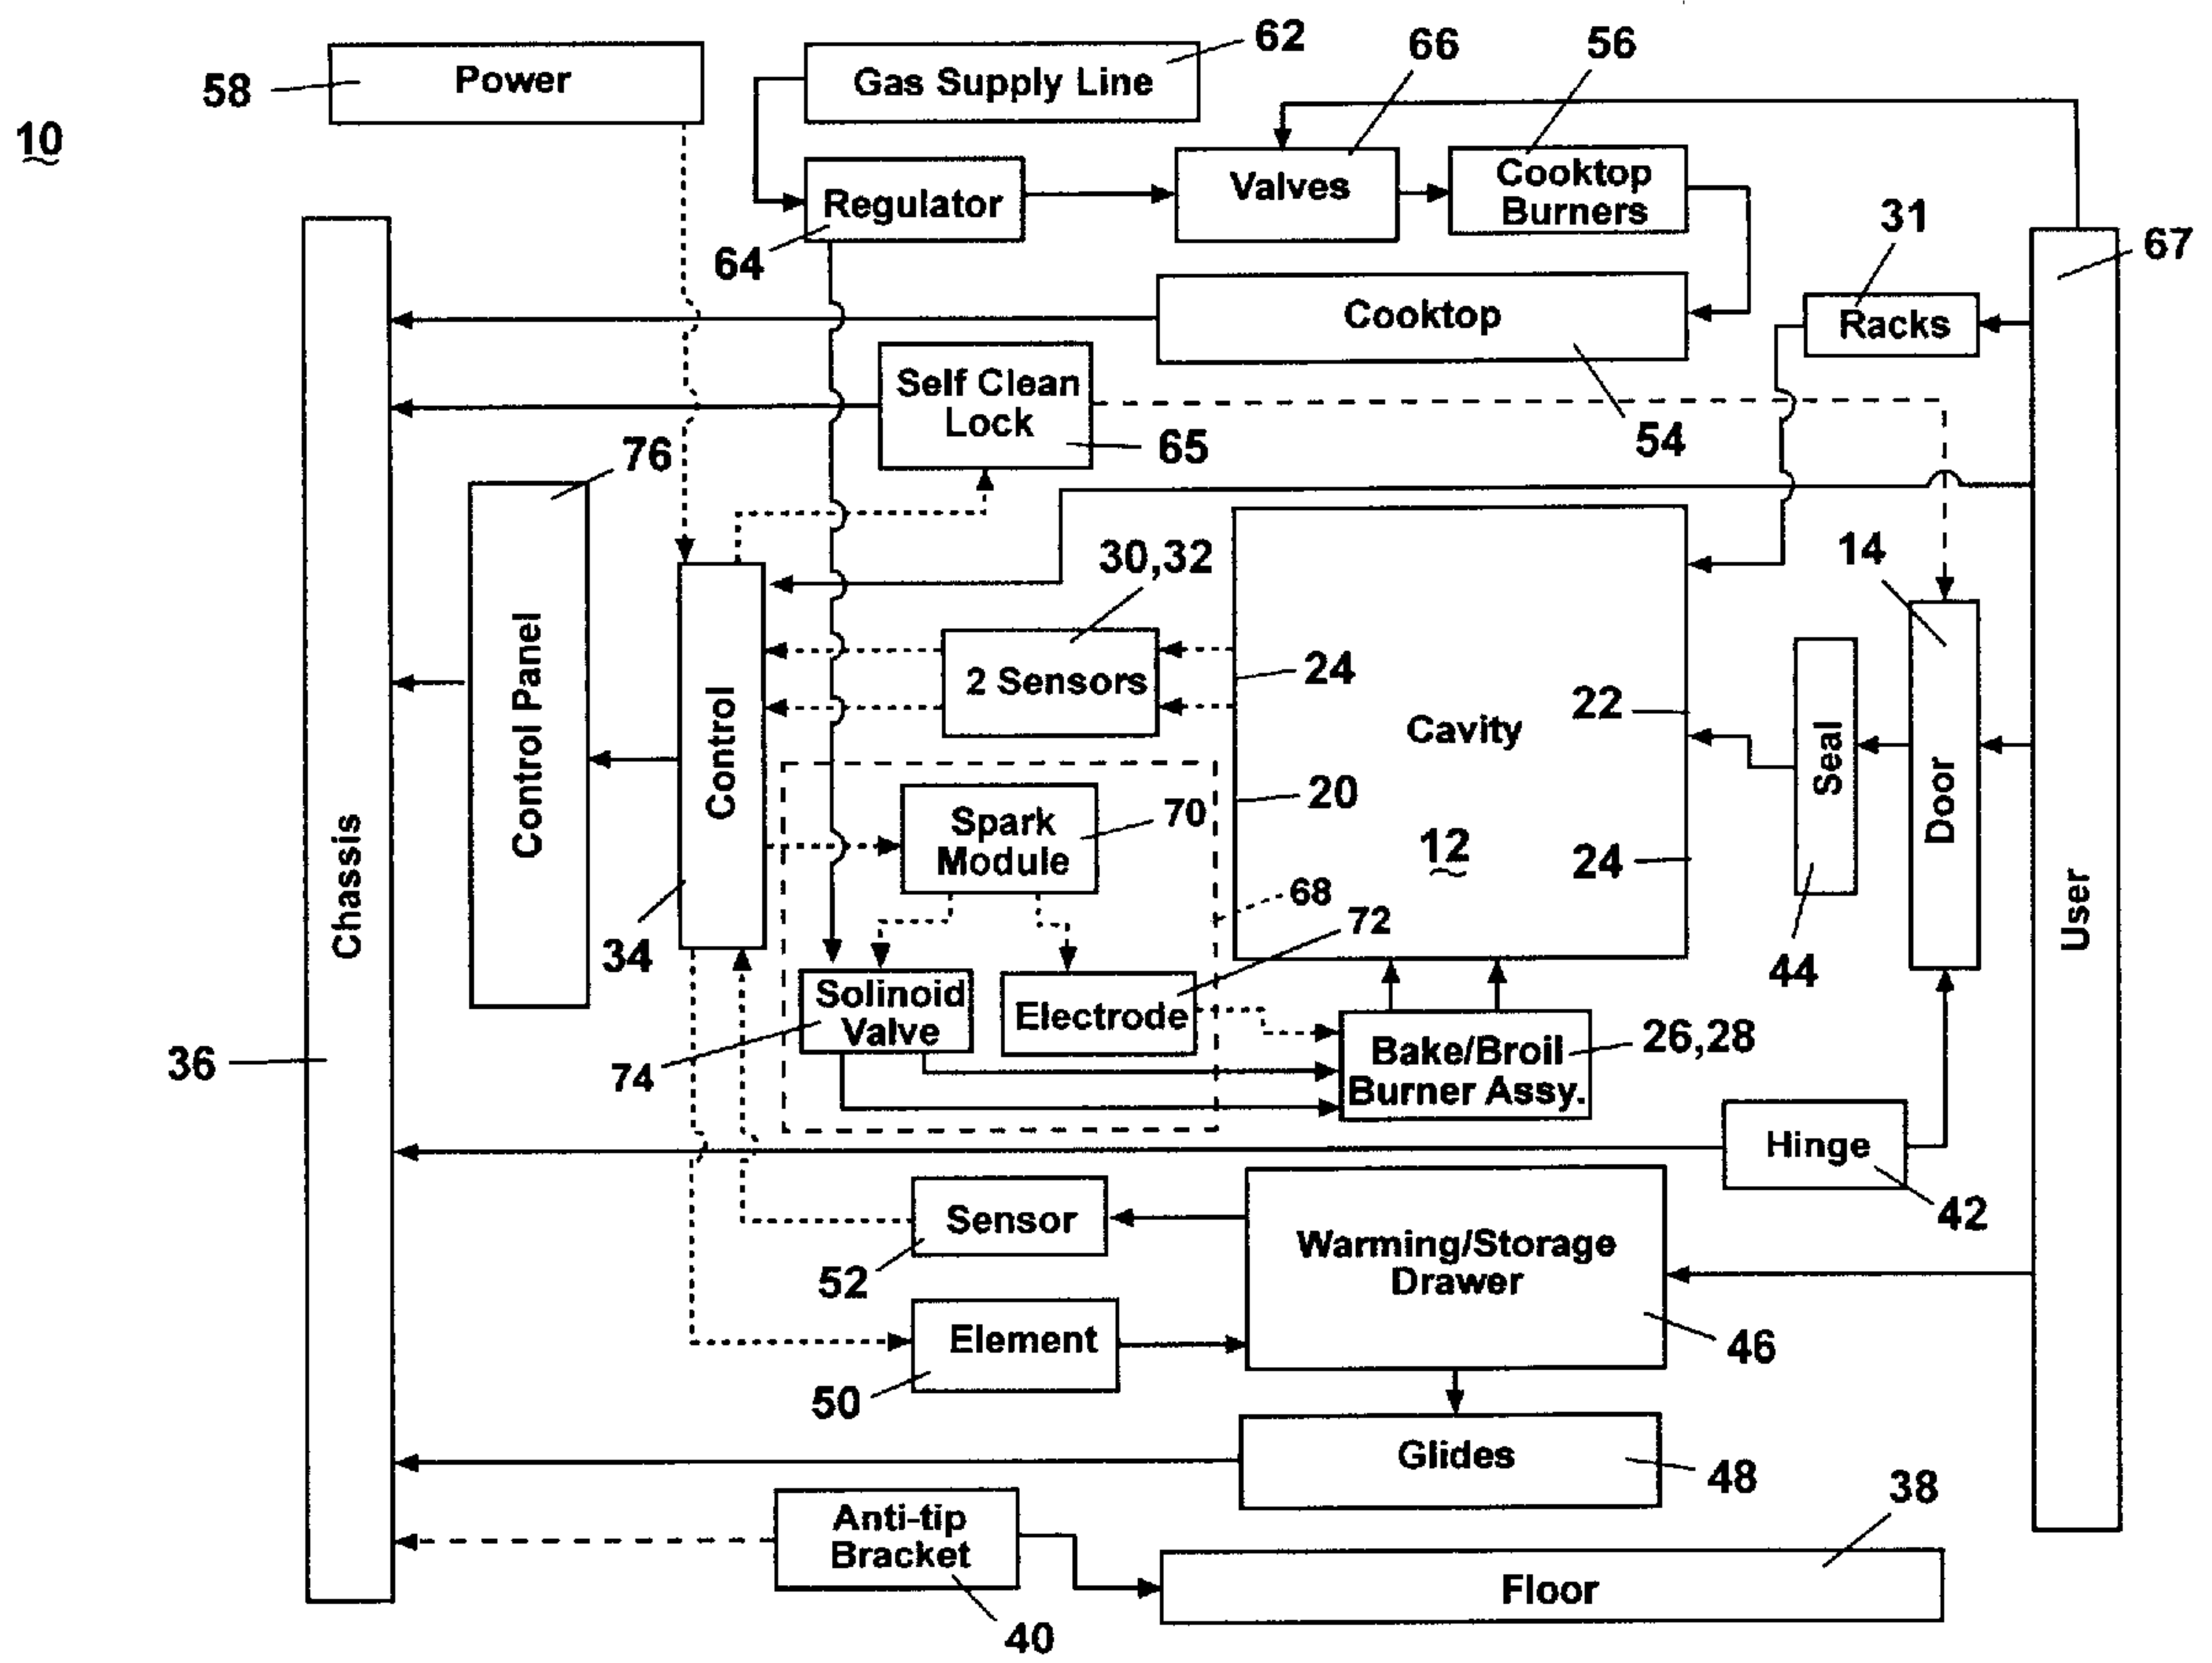 62
66
56
Power
Gas Supply Line
58
10
Valves
Cooktop
Burners
Regulator
31
67
64
Cooktop
Racks
Self Clean
Lock
65
54
76
30,32
14
24
2 Sensors
22
Cavity
Control Panel
Control
Seal
Door
20
70
Spark
Module
12
24
68
Chassis
User
72
34
44
Solinoid
Valve
Electrode
74
Bake/Broil
Burner Assy.
26,28
36
Hinge
42
Sensor
52
Warming/Storage
Drawer
Element
46
50
Glides
48
38
Anti-tip
Bracket
Floor
40